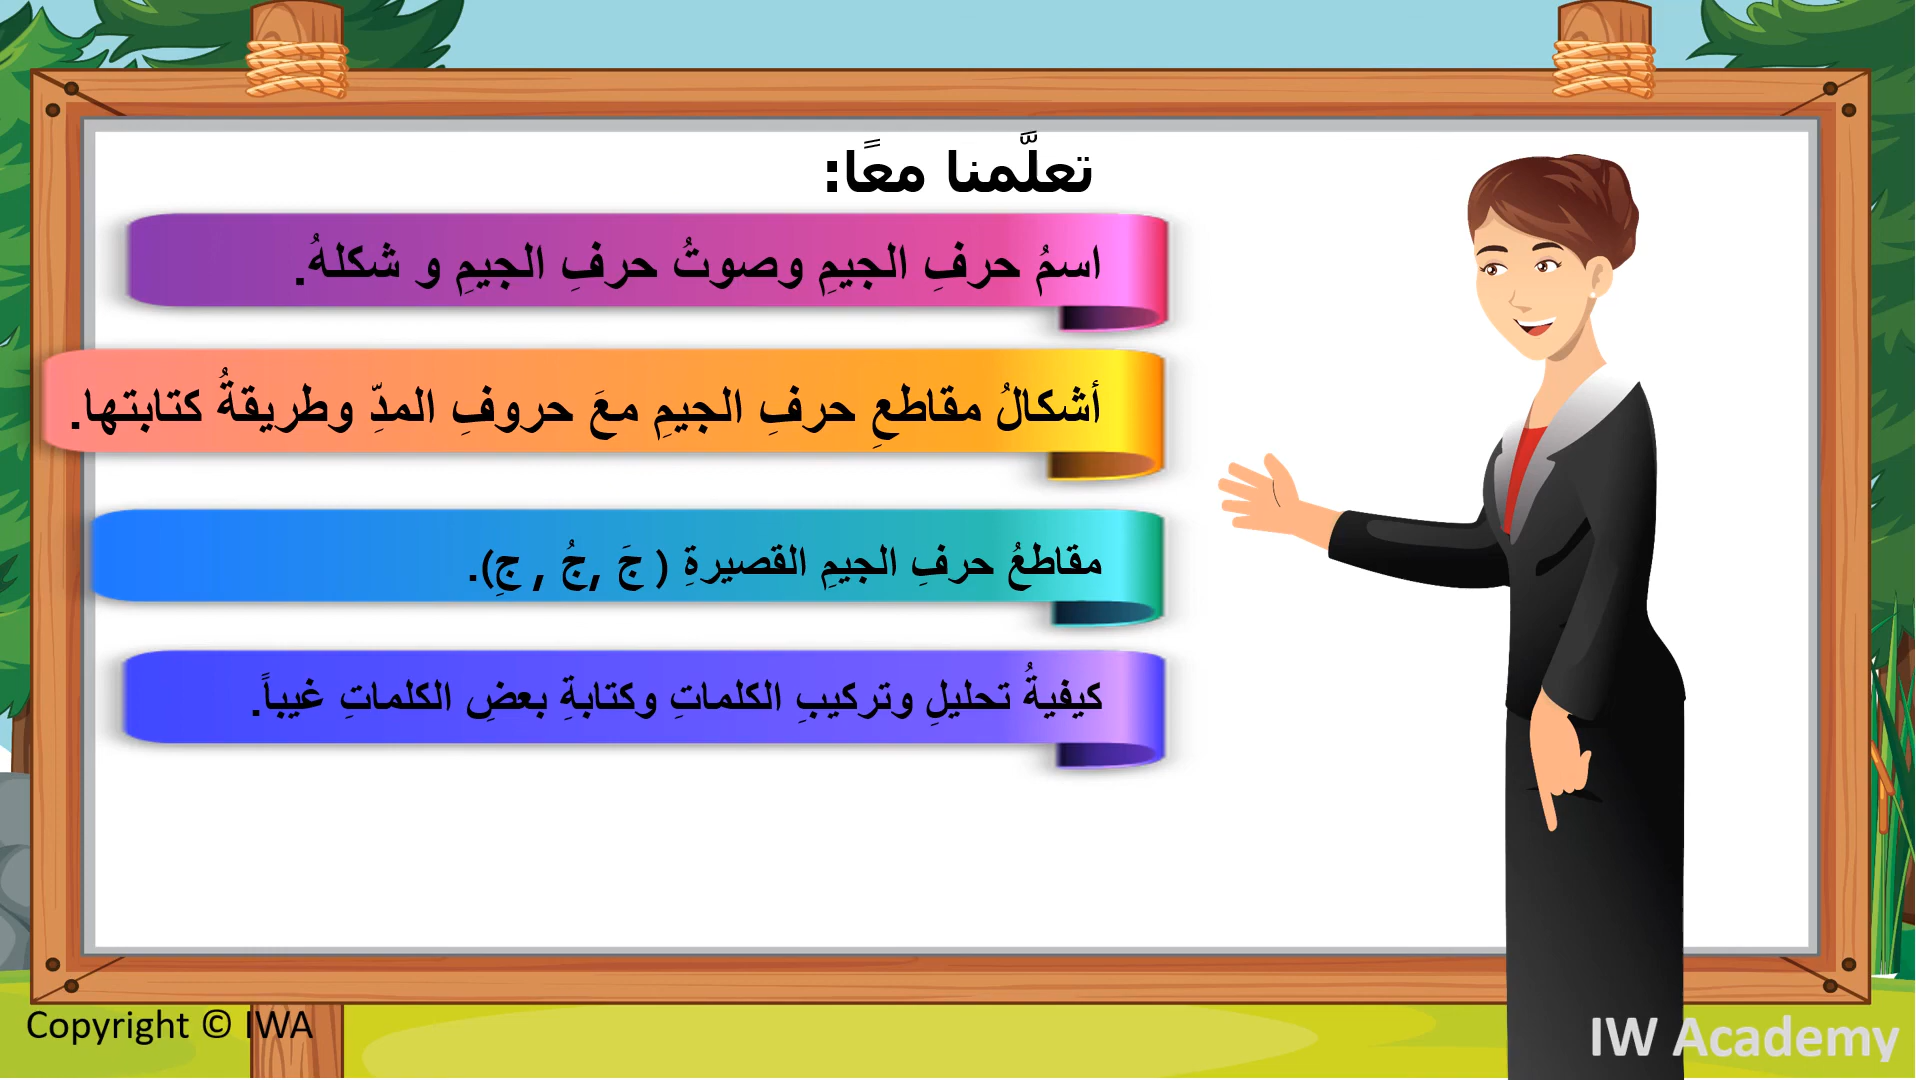 تعلَّمنا معًا:
اسمُ حرفِ الجيمِ وصوتُ حرفِ الجيمِ و شكلهُ.
أشكالُ مقاطعِ حرفِ الجيمِ معَ حروفِ المدِّ وطريقةُ كتابتها.
مقاطعُ حرفِ الجيمِ القصيرةِ ( جَ ,جُ , جِ).
كيفيةُ تحليلِ وتركيبِ الكلماتِ وكتابةِ بعضِ الكلماتِ غيباً.
Copyright © IWA
IW Academy